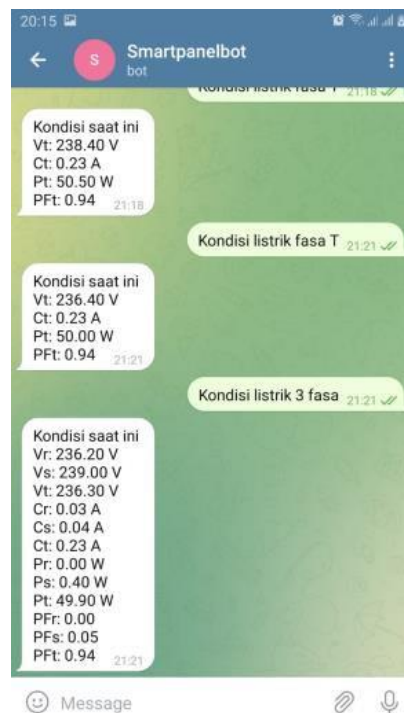 20:15
S
Smartpanelbot
bot
Kondisi listrik fasa T 21:18
Kondisi saat ini
Vt: 238.40 V
Ct: 0.23 A
Pt: 50.50 W
PFt: 0.94 21:18
Kondisi listrik fasa T 21:21
Kondisi saat ini
Vt: 236.40 V
Ct: 0.23 A
Pt: 50.00 W
PFt: 0.94 21:21
Kondisi listrik 3 fasa 21:21
Kondisi saat ini
Vr: 236.20 V
Vs: 239.00 V
Vt: 236.30 V
Cr: 0.03 A
Cs: 0.04 A
Ct: 0.23 A
Pr: 0.00 W
Ps: 0.40 W
Pt: 49.90 W
PFr: 0.00
PFs: 0.05
PFt: 0.94 21:21
Message